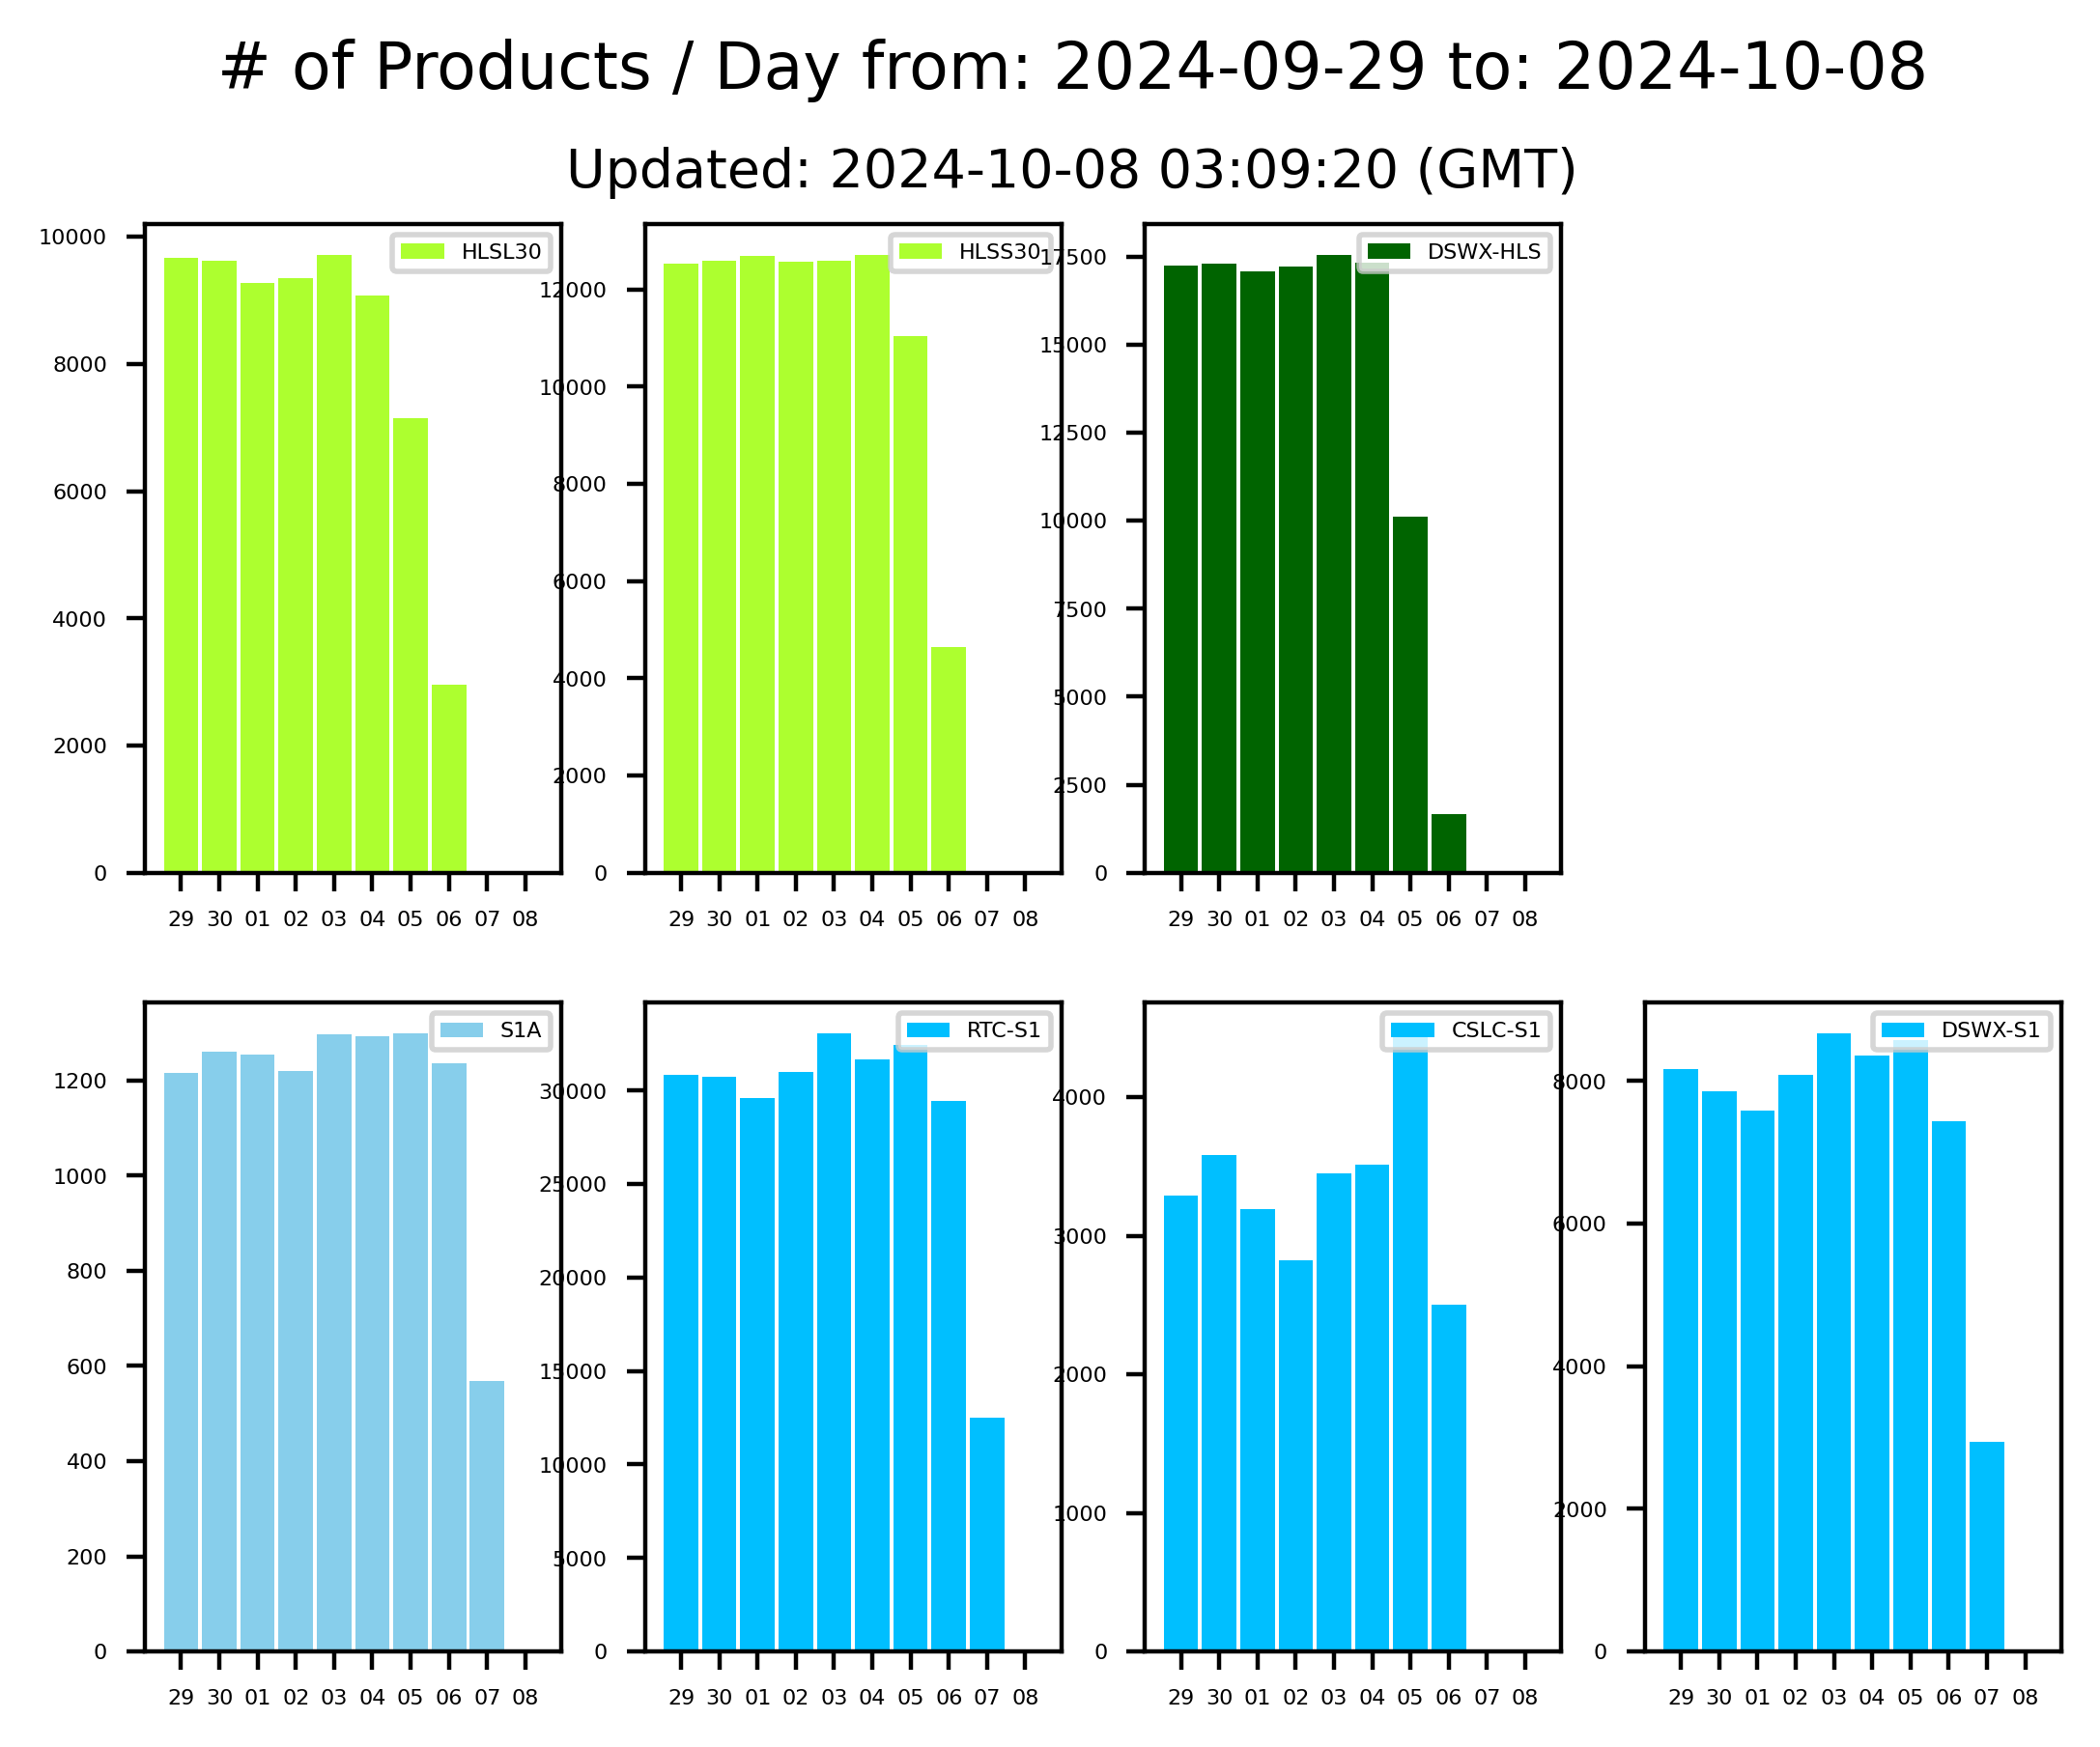 # of Products / Day from: 2024-09-29 to: 2024-10-08
Updated: 2024-10-08 03:09:20 (GMT)
HLSL30
10000
8000
6000
4000
2000
0
29 30 01 02 03 04 05 06 07 08
HLSS30
12000
10000
8000
6000
4000
2000
0
29 30 01 02 03 04 05 06 07 08
DSWX-HLS
17500
15000
12500
10000
7500
5000
2500
0
29 30 01 02 03 04 05 06 07 08
S1A
1200
1000
800
600
400
200
0
29 30 01 02 03 04 05 06 07 08
RTC-S1
30000
25000
20000
15000
10000
5000
0
29 30 01 02 03 04 05 06 07 08
CSLC-S1
4000
3000
2000
1000
0
29 30 01 02 03 04 05 06 07 08
DSWX-S1
8000
6000
4000
2000
0
29 30 01 02 03 04 05 06 07 08